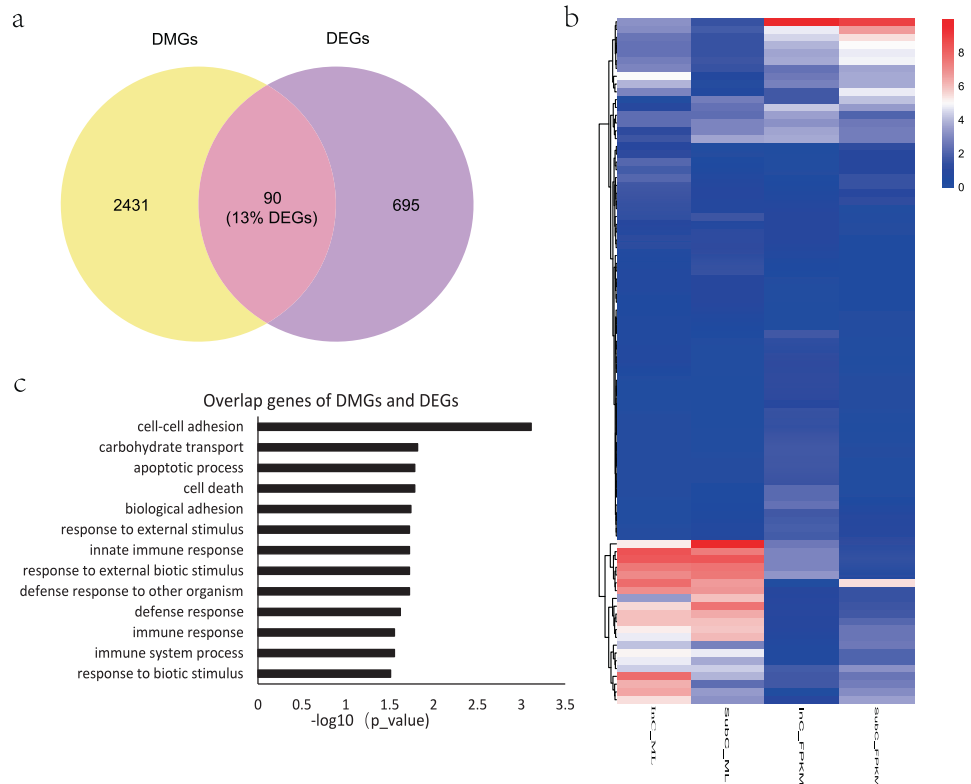 a
DMGs
DEGs
2431
90
(13% DEGs)
695
b
8
6
4
2
0
InC_ML
SubC_ML
InC_FPKM
SubC_FPKM
c
Overlap genes of DMGs and DEGs
cell-cell adhesion
carbohydrate transport
apoptotic process
cell death
biological adhesion
response to external stimulus
innate immune response
response to external biotic stimulus
defense response to other organism
defense response
immune response
immune system process
response to biotic stimulus
0 0.5 1 1.5 2 2.5 3 3.5
-log10（p_value)